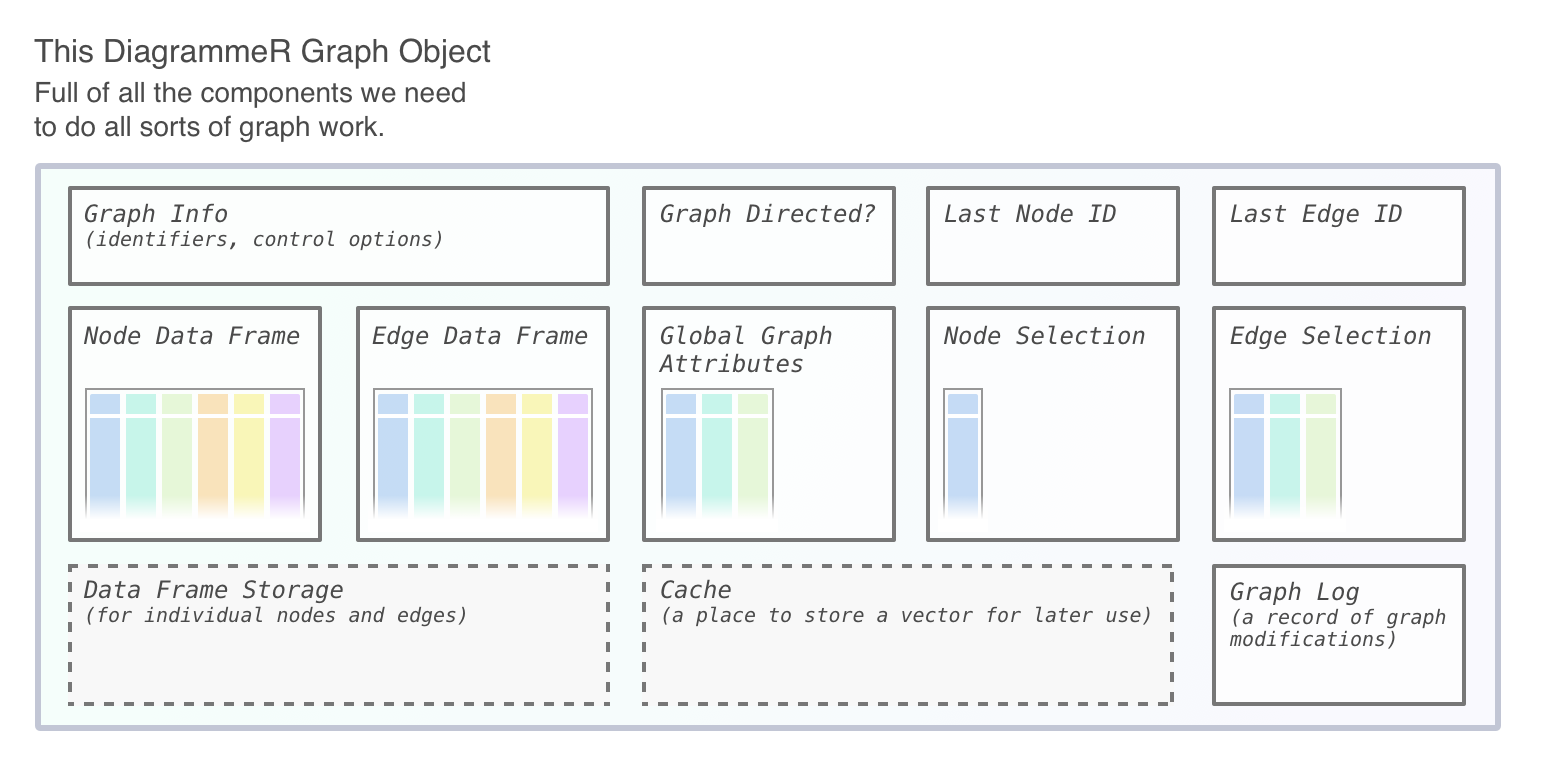 This DiagrammeR Graph Object
Full of all the components we need
to do all sorts of graph work.
Graph Info
(identifiers, control options)
Graph Directed?
Last Node ID
Last Edge ID
Node Data Frame
Edge Data Frame
Global Graph
Attributes
Node Selection
Edge Selection
Data Frame Storage
(for individual nodes and edges)
Cache
(a place to store a vector for later use)
Graph Log
(a record of graph
modifications)